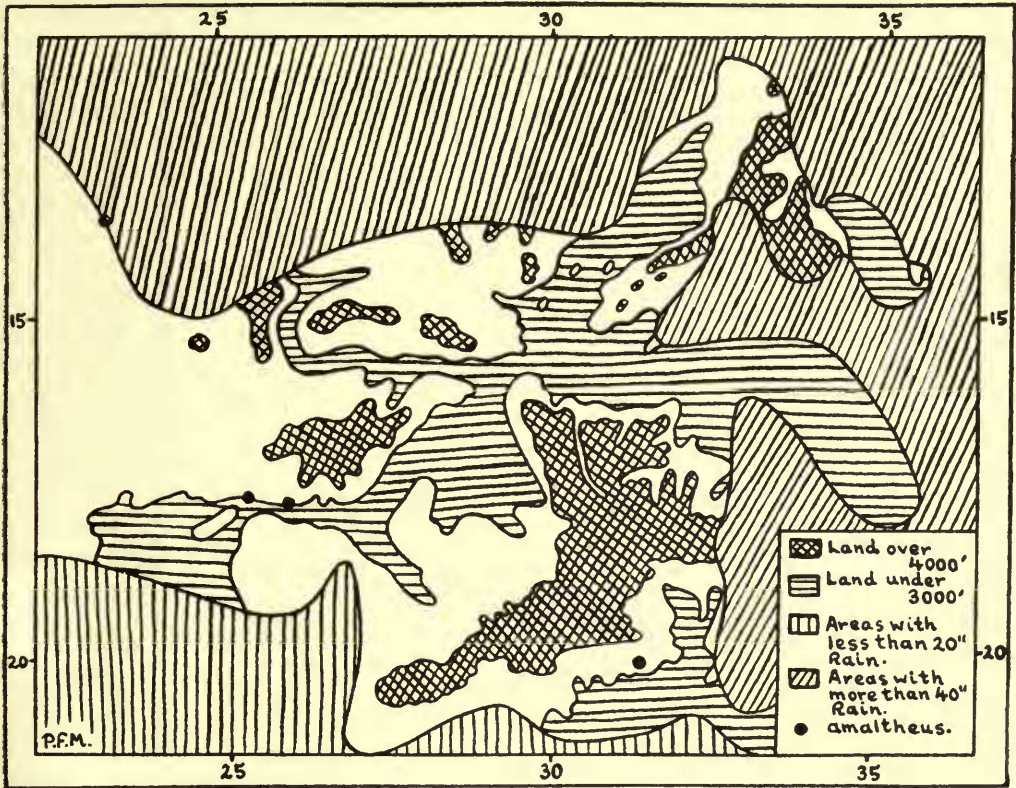 25 30 35
15 15
20 20
Land over
4000'
Land under
3000'
Areas with
less than 20"
Rain.
Areas with
more than 40"
Rain.
amaltheus.
P.F.M.
25 30 35